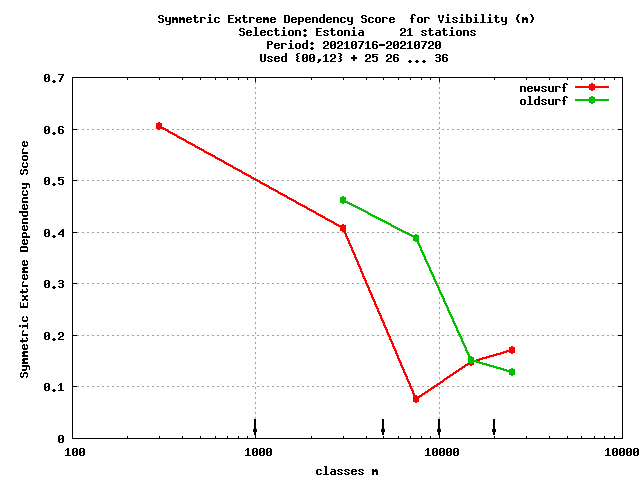 Symmetric Extreme Dependency Score for Visibility (m)
Selection: Estonia 21 stations
Period: 20210716-20210720
Used {00,12} + 25 26 ... 36
newsurf
oldsurf
Symmetric Extreme Dependency Score
0.7
0.6
0.5
0.4
0.3
0.2
0.1
0
100 1000 10000 10000
classes m